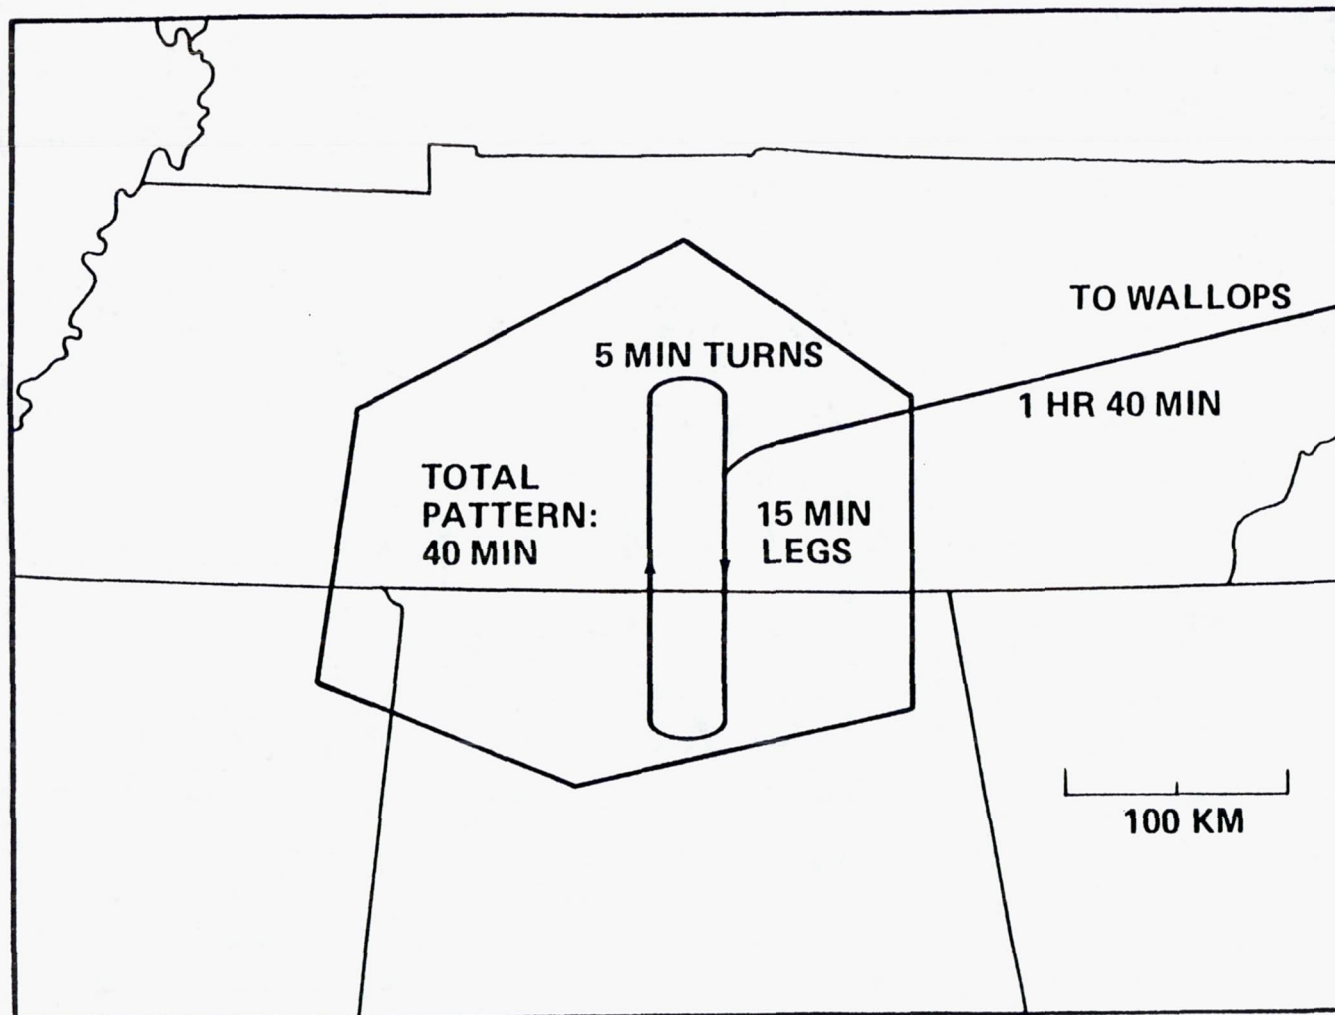 TO WALLOPS
5 MIN TURNS
1 HR 40 MIN
TOTAL
PATTERN:
40 MIN
15 MIN
LEGS
100 KM